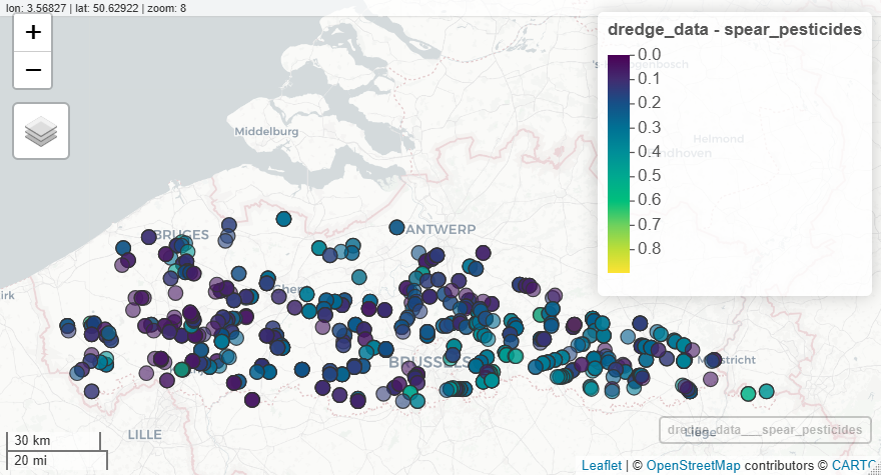 lon: 3.56827 | lat: 50.62922 | zoom: 8
+
−
dredge_data - spear_pesticides
0.0
0.1
0.2
0.3
0.4
0.5
0.6
0.7
0.8
Helmond
Middelburg
BRUGES
ANTWERP
irk
BRUSSELS
LILLE
Liège
dredge_data___spear_pesticides
30 km
20 mi
Leaflet | © OpenStreetMap contributors © CARTO